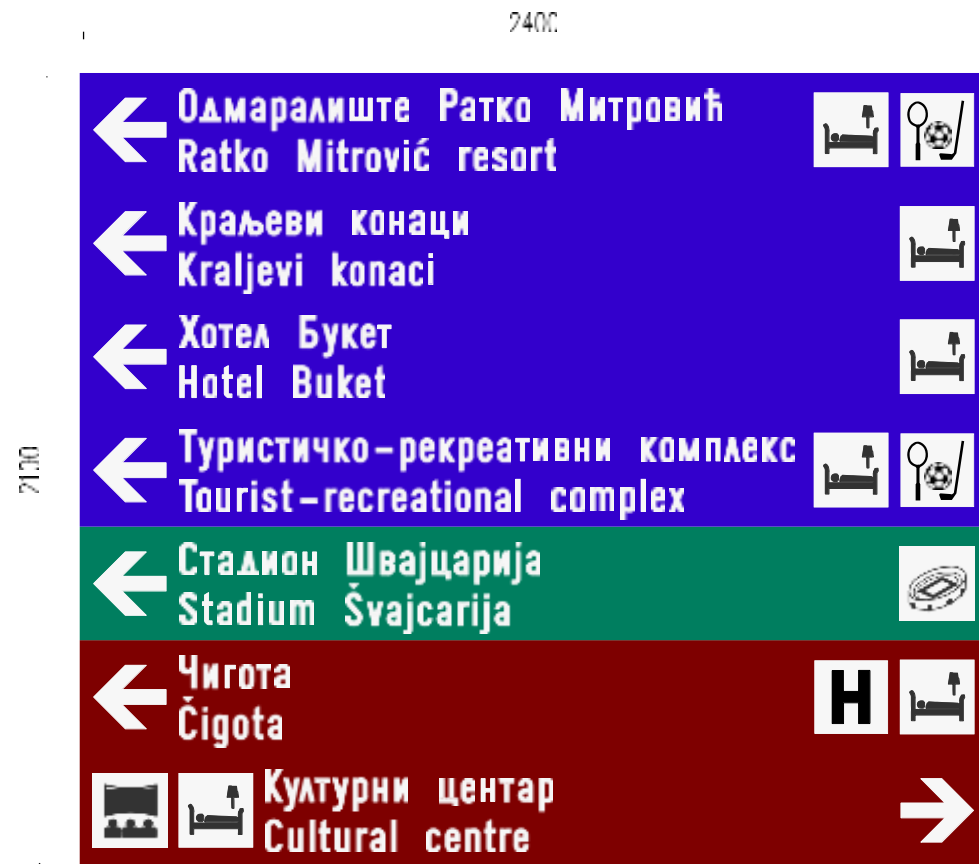 2400
Одмаралиште Ратко Митровић
Ratko Mitrović resort
Краљеви конаци
Kraljevi konaci
Хотел Букет
Hotel Buket
2100
Туристичко-рекреативни комплекс
Tourist-recreational complex
Стадион Швајцарија
Stadium Švajcarija
Чигота
Čigota
H
Културни центар
Cultural centre